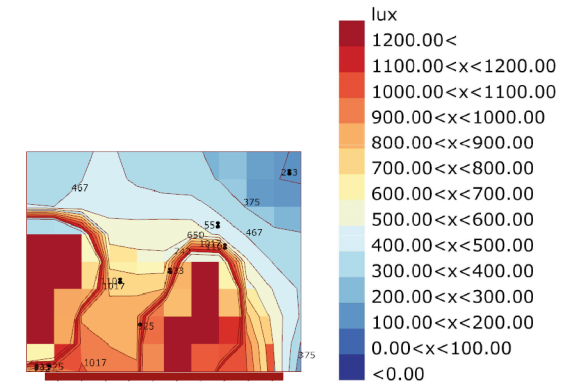 lux
1200.00<
1100.00<x<1200.00
1000.00<x<1100.00
900.00<x<1000.00
800.00<x<900.00
700.00<x<800.00
600.00<x<700.00
500.00<x<600.00
400.00<x<500.00
300.00<x<400.00
200.00<x<300.00
100.00<x<200.00
0.00<x<100.00
<0.00
467
375
467
650
1017
1017
1017
375